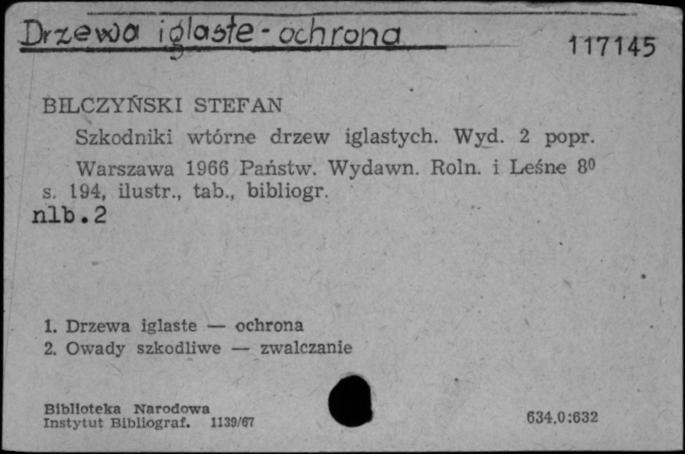 Drzewa iglaste - ochrona
117145
BILCZYŃSKI STEFAN
Szkodniki wtórne drzew iglastych. Wyd. 2 popr.
Warszawa 1966 Państw. Wydawn. Roln. i Leśne 8⁰
s. 194, ilustr., tab., bibliogr.
nlb.2
1. Drzewa iglaste — ochrona
2. Owady szkodliwe — zwalczanie
Biblioteka Narodowa
Instytut Bibliograf. 1139/67
634.0:632